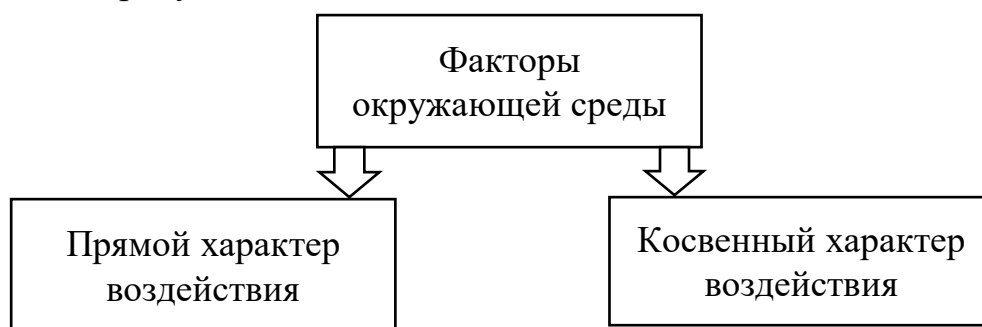 Факторы
окружающей среды
Прямой характер
воздействия
Косвенный характер
воздействия